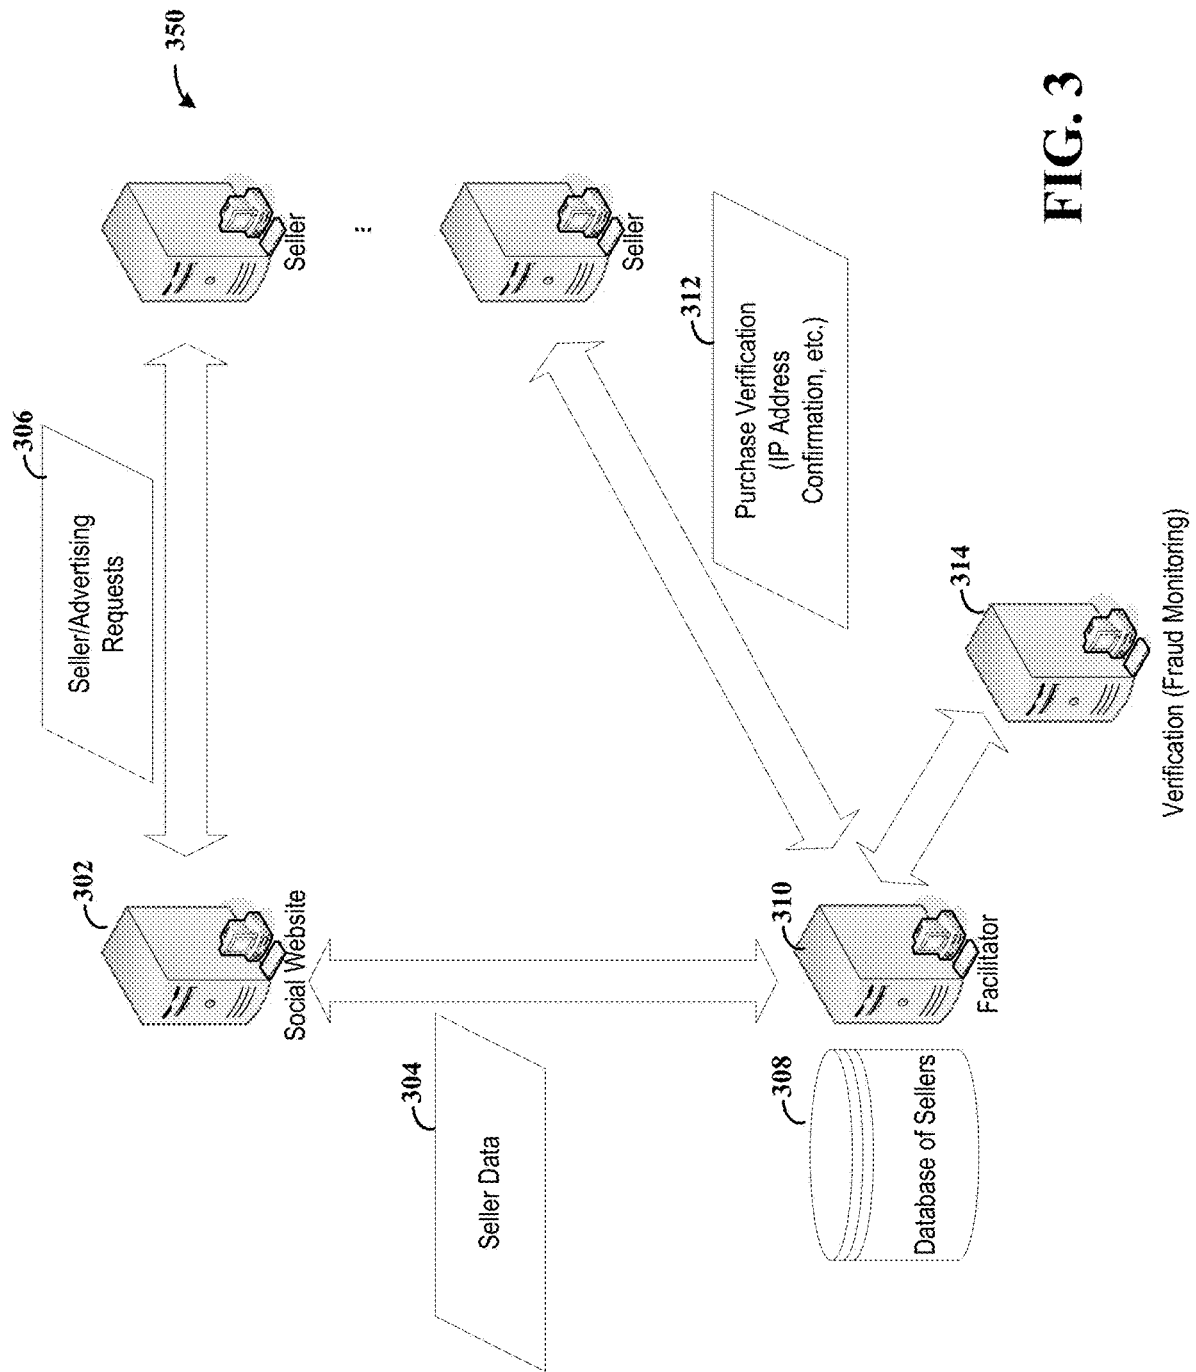 350
306
Seller/Advertising
Requests
302
Social Website
Seller
Seller
304
Seller Data
312
Purchase Verification
(IP Address
Confirmation, etc.)
308
Database of Sellers
310
Facilitator
314
Verification (Fraud Monitoring)
FIG. 3